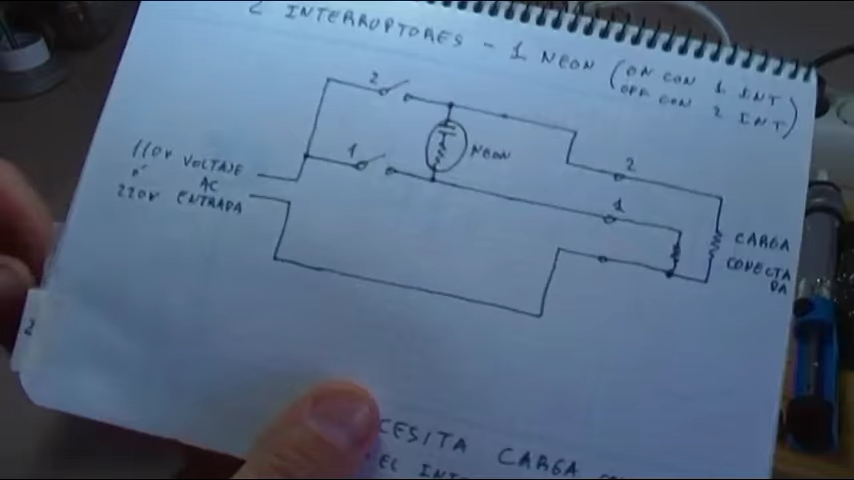 2 INTERRUPTORES - 1 NEON (ON CON 1 INT
OFF CON 2 INT)
2
1
NEON
110V VOLTAJE
ó AC
220V ENTRADA
2
1
CARGA
CONECTA
DA
2
CESITA CARGA
EL INT